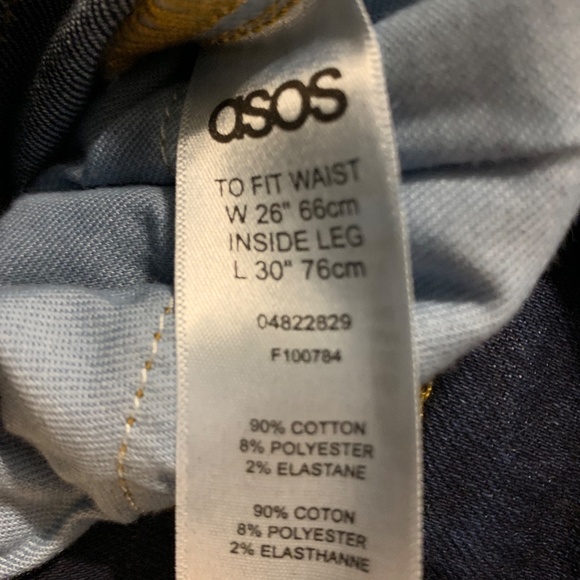 asos
TO FIT WAIST
W 26" 66cm
INSIDE LEG
L 30" 76cm
04822829
F100784
90% COTTON
8% POLYESTER
2% ELASTANE
90% COTON
8% POLYESTER
2% ELASTHANNE